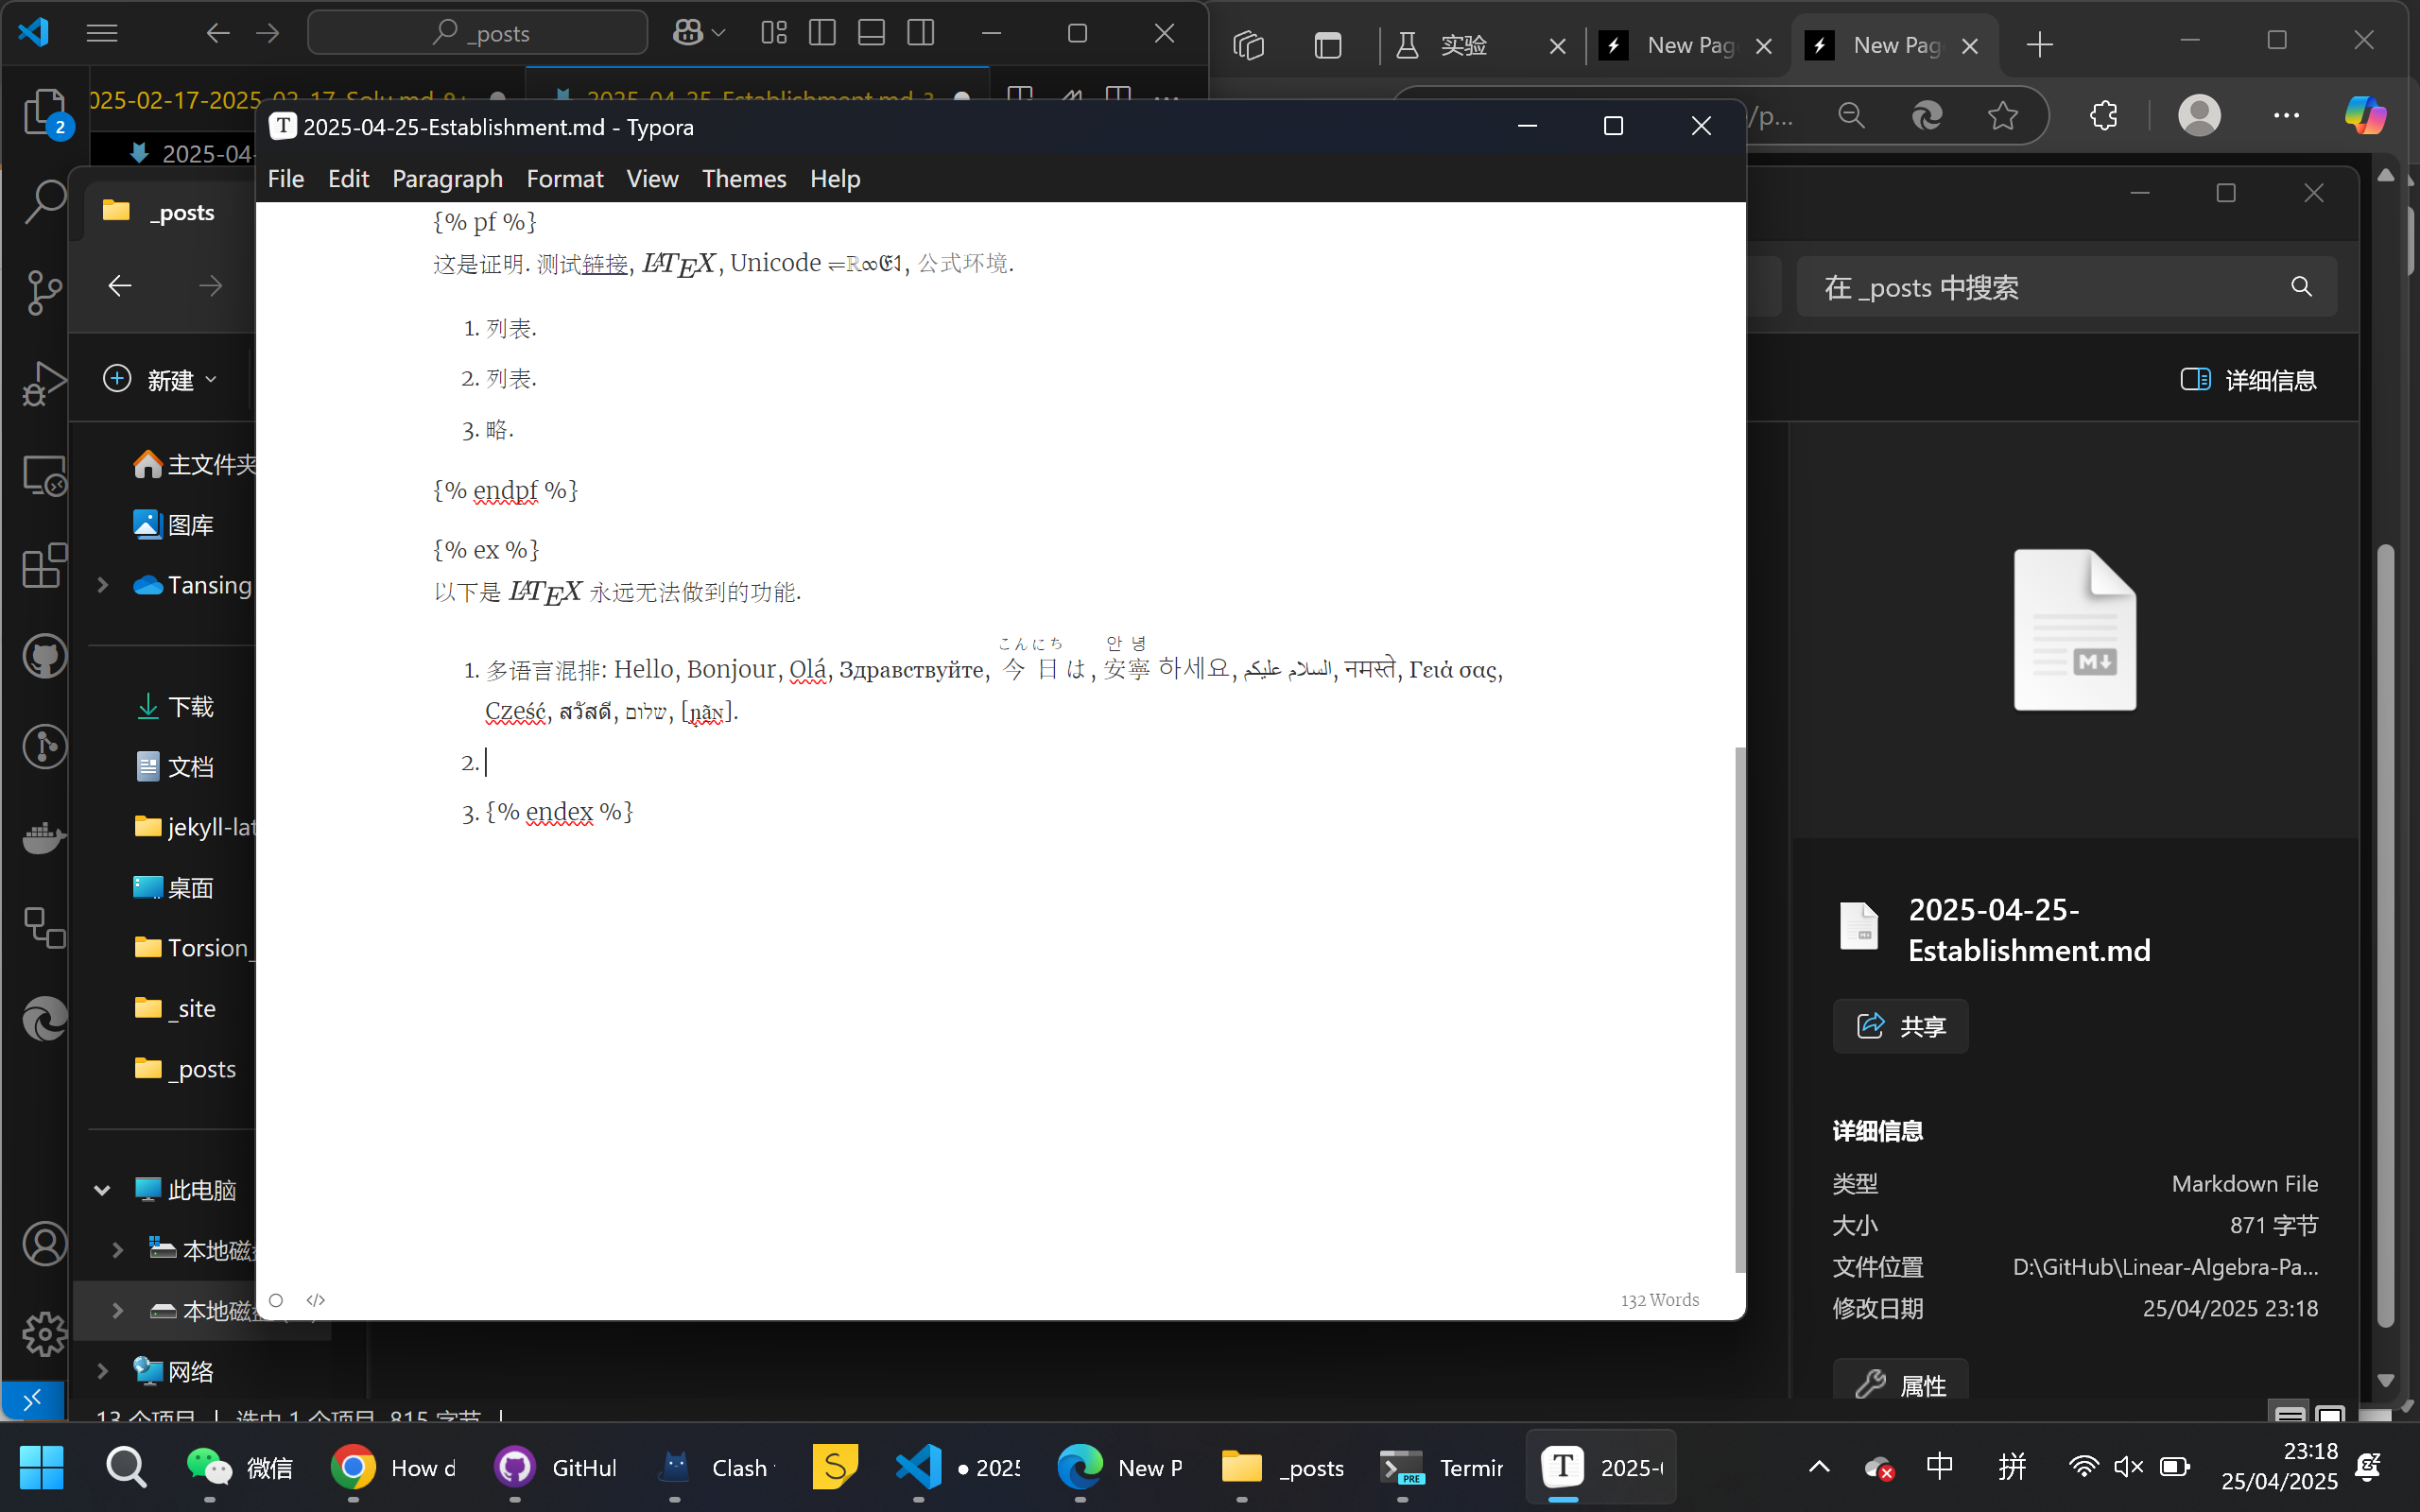 _posts
025-02-17-2025-02-17-Solu.md 9+
2025-04-25-Establishment.md 3
2025-04-
2
实验
New Pag
New Pag
/p...
2025-04-25-Establishment.md - Typora
File Edit Paragraph Format View Themes Help
{% pf %}
这是证明. 测试链接, LATEX, Unicode ⇌ℝ∞𝕰1, 公式环境.
1. 列表.
2. 列表.
3. 略.
{% endpf %}
{% ex %}
以下是 LATEX 永远无法做到的功能.
こんにち 안 녕
1. 多语言混排: Hello, Bonjour, Olá, Здравствуйте, 今 日 は, 安寧 하세요, السلام عليكم, नमस्ते, Γειά σας,
Cześć, สวัสดี, שלום, [ɲãɴ].
2.
3. {% endex %}
132 Words
_posts
新建
主文件夹
图库
Tansing
下载
文档
jekyll-lat
桌面
Torsion_
_site
_posts
此电脑
本地磁盘
本地磁盘
网络
13 个项目 选中 1 个项目 815 字节
在 _posts 中搜索
详细信息
2025-04-25-
Establishment.md
共享
详细信息
类型 Markdown File
大小 871 字节
文件位置 D:\GitHub\Linear-Algebra-Pa...
修改日期 25/04/2025 23:18
属性
微信
How d
GitHul
Clash
● 2025
New P
_posts
Termir
2025-(
中
拼
23:18
25/04/2025